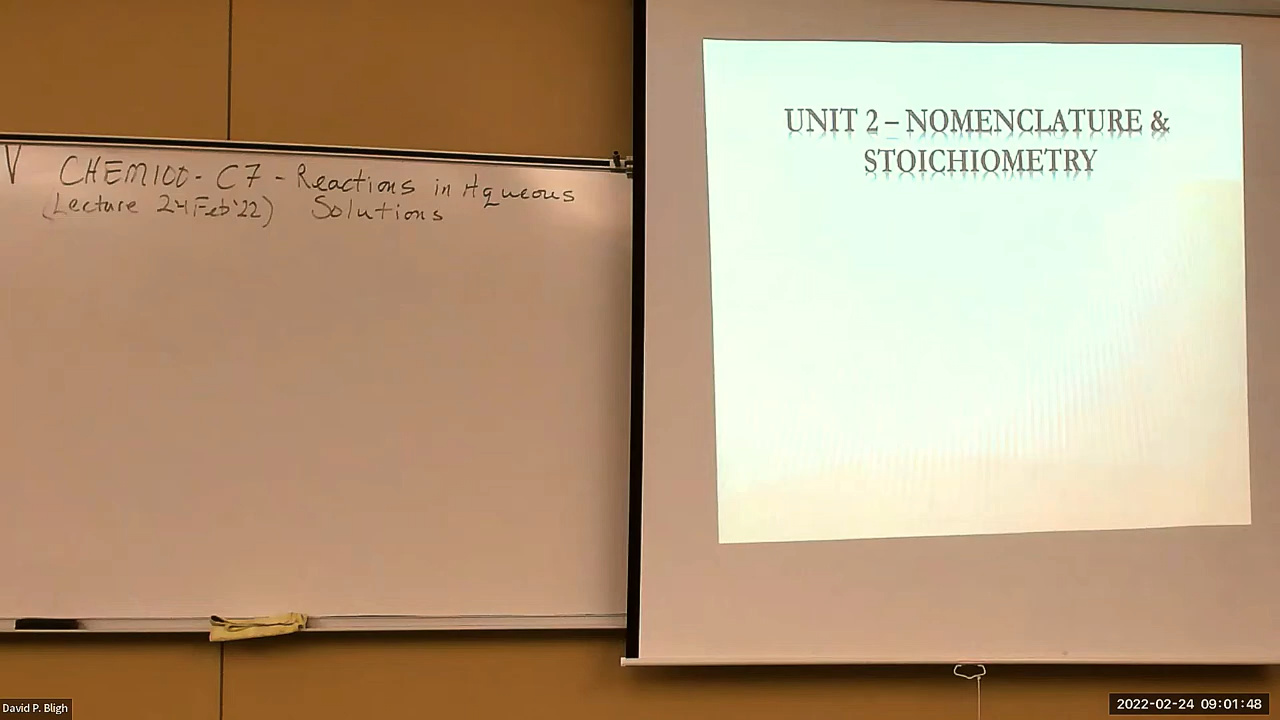 V CHEM100 - C7 - Reactions in Aqueous
(Lecture 24Feb'22) Solutions
UNIT 2 – NOMENCLATURE &
STOICHIOMETRY
David P. Bligh
2022-02-24 09:01:48